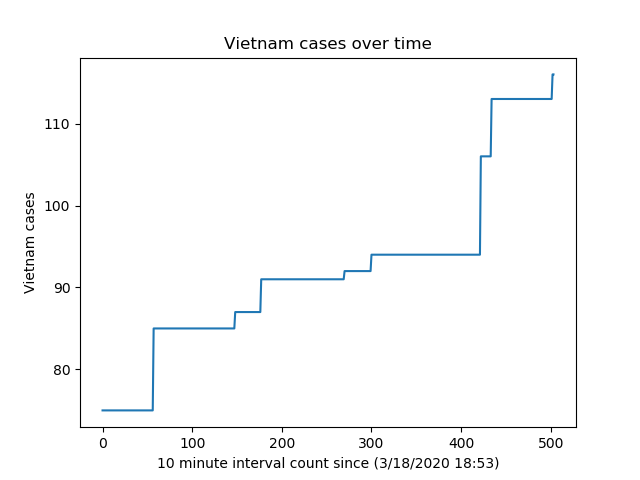 Vietnam cases over time
Vietnam cases
110
100
90
80
0 100 200 300 400 500
10 minute interval count since (3/18/2020 18:53)